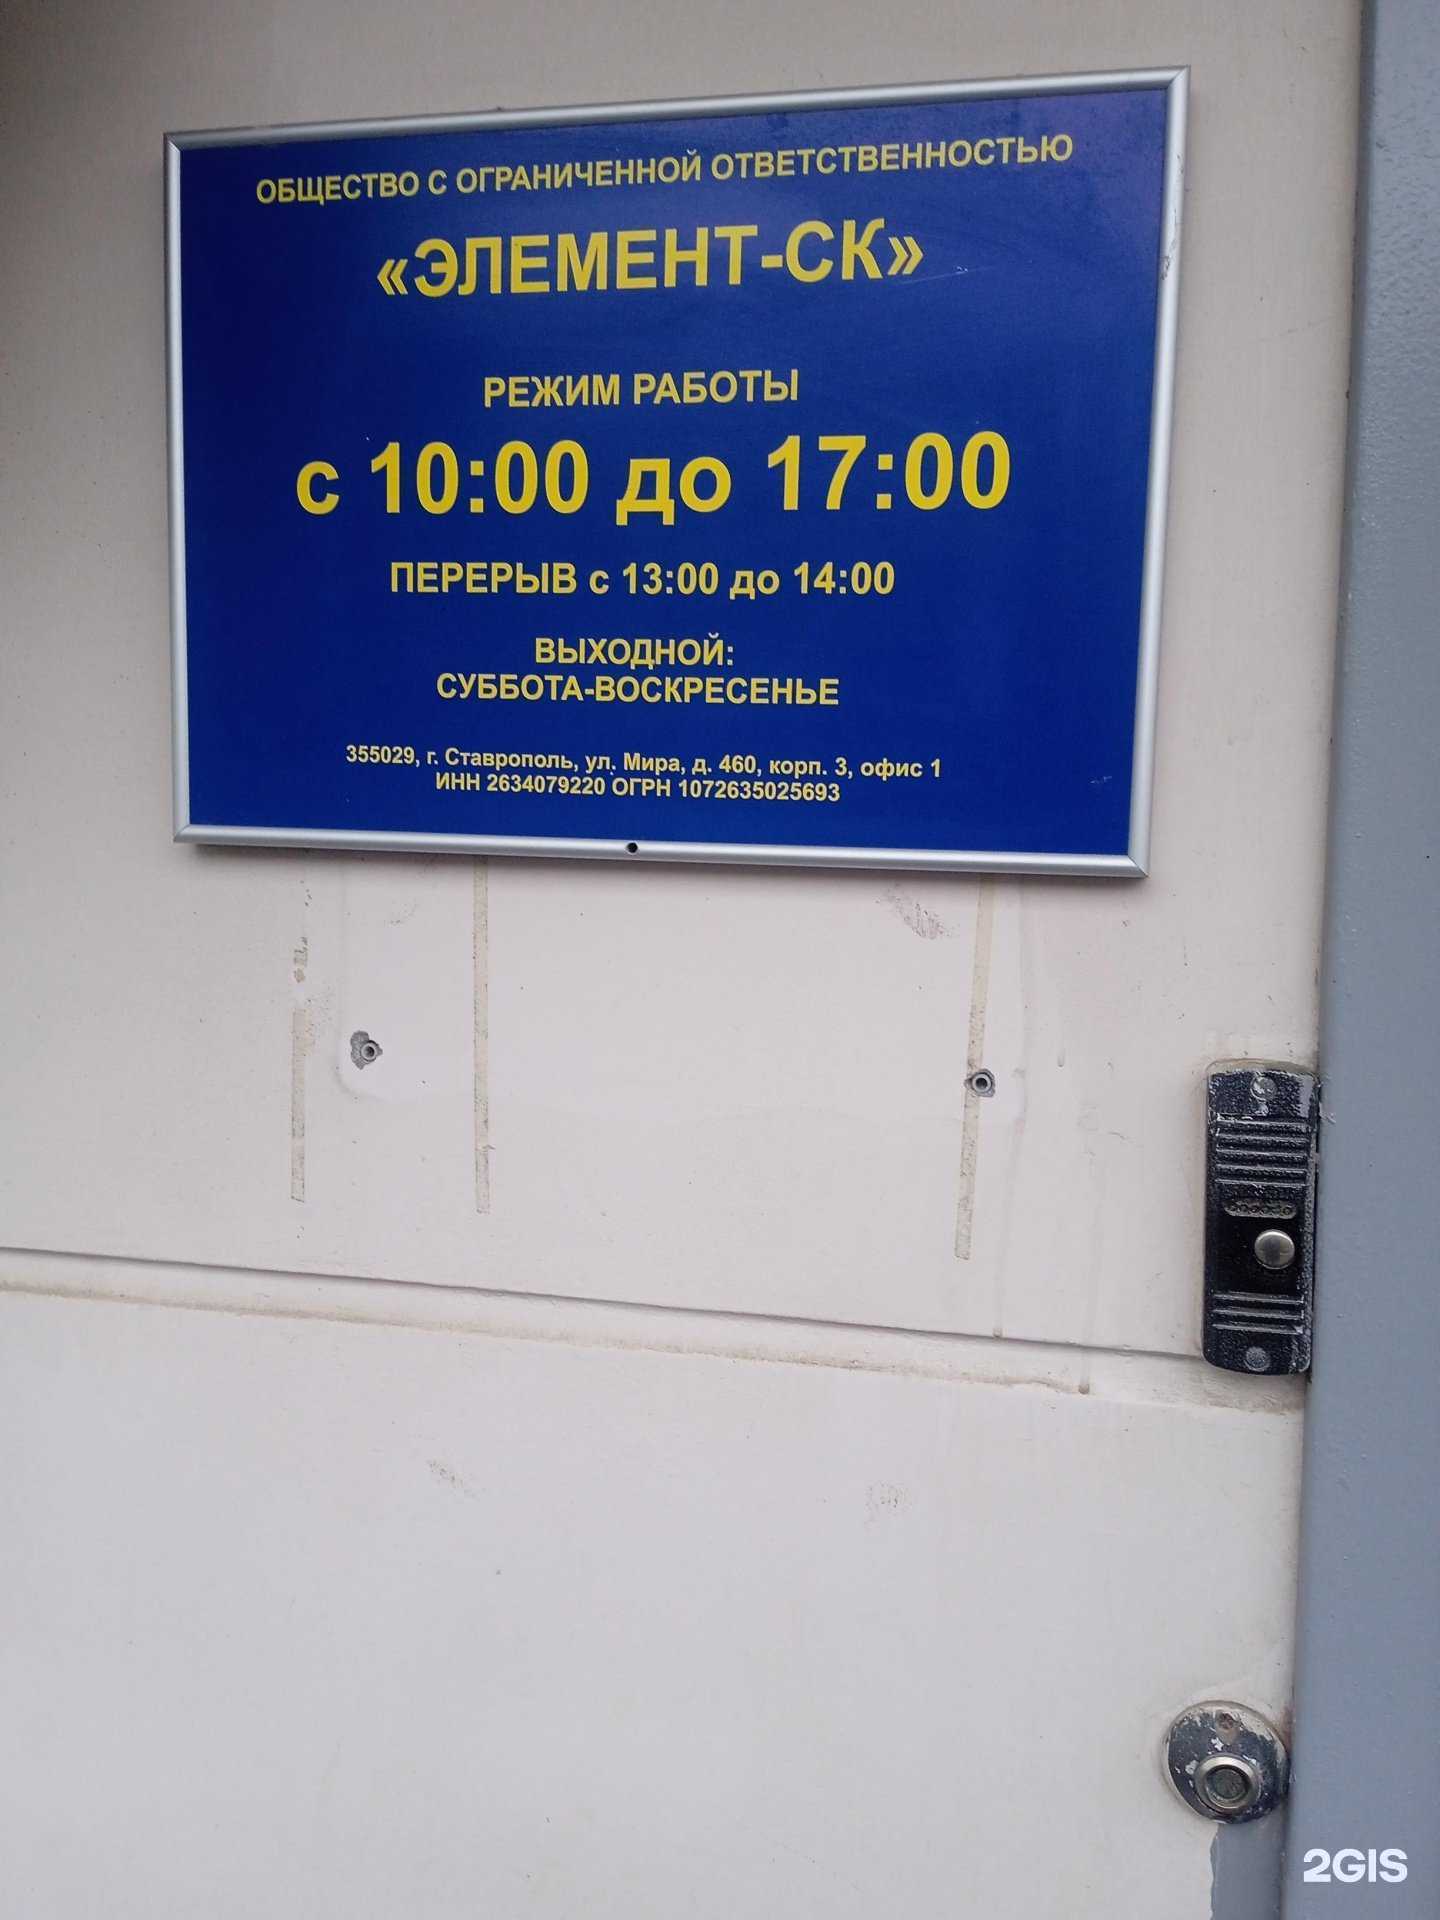 ОБЩЕСТВО С ОГРАНИЧЕННОЙ ОТВЕТСТВЕННОСТЬЮ
«ЭЛЕМЕНТ-СК»
РЕЖИМ РАБОТЫ
с 10:00 до 17:00
ПЕРЕРЫВ с 13:00 до 14:00
ВЫХОДНОЙ:
СУББОТА-ВОСКРЕСЕНЬЕ
355029, г. Ставрополь, ул. Мира, д. 460, корп. 3, офис 1
ИНН 2634079220 ОГРН 1072635025693
2GIS